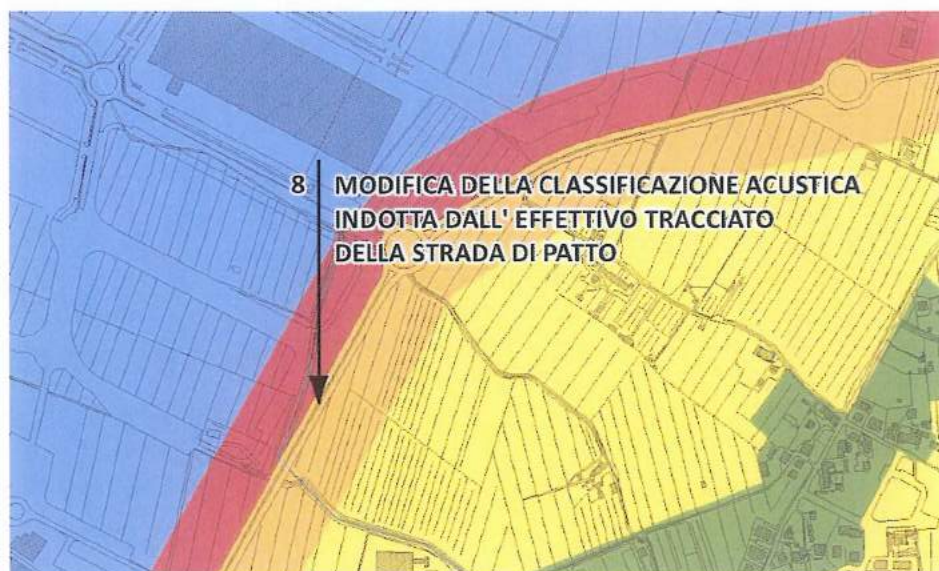 8 MODIFICA DELLA CLASSIFICAZIONE ACUSTICA
INDOTTA DALL' EFFETTIVO TRACCIATO
DELLA STRADA DI PATTO